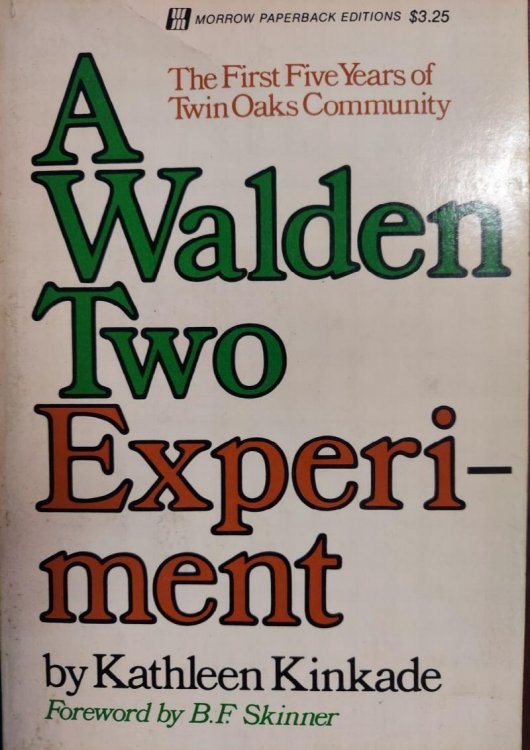 MORROW PAPERBACK EDITIONS $3.25
The First Five Years of
Twin Oaks Community
A
Walden
Two
Experi-
ment
by Kathleen Kinkade
Foreword by B.F. Skinner